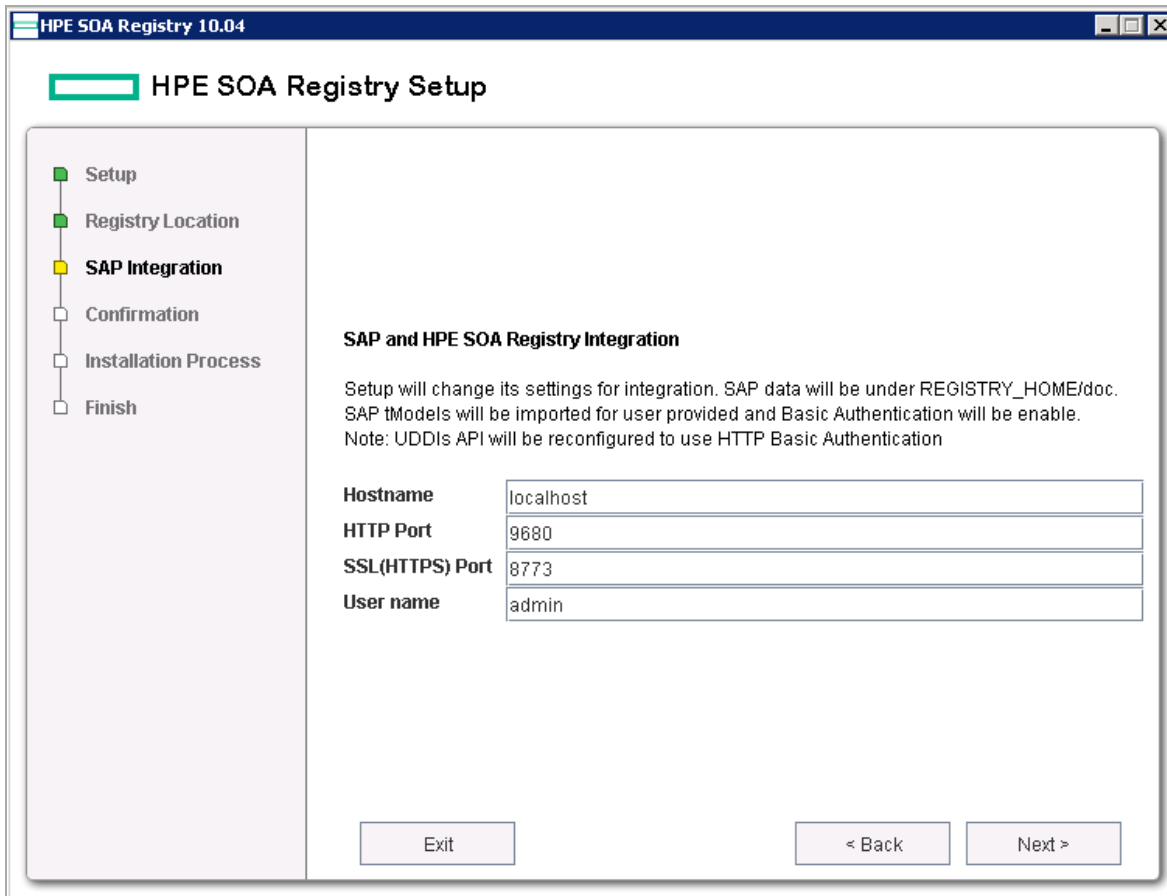 HPE SOA Registry 10.04
HPE SOA Registry Setup
Setup
Registry Location
SAP Integration
Confirmation
Installation Process
Finish
SAP and HPE SOA Registry Integration
Setup will change its settings for integration. SAP data will be under REGISTRY_HOME/doc.
SAP tModels will be imported for user provided and Basic Authentication will be enable.
Note: UDDIs API will be reconfigured to use HTTP Basic Authentication
Hostname localhost
HTTP Port 9680
SSL(HTTPS) Port 8773
User name admin
Exit < Back Next >